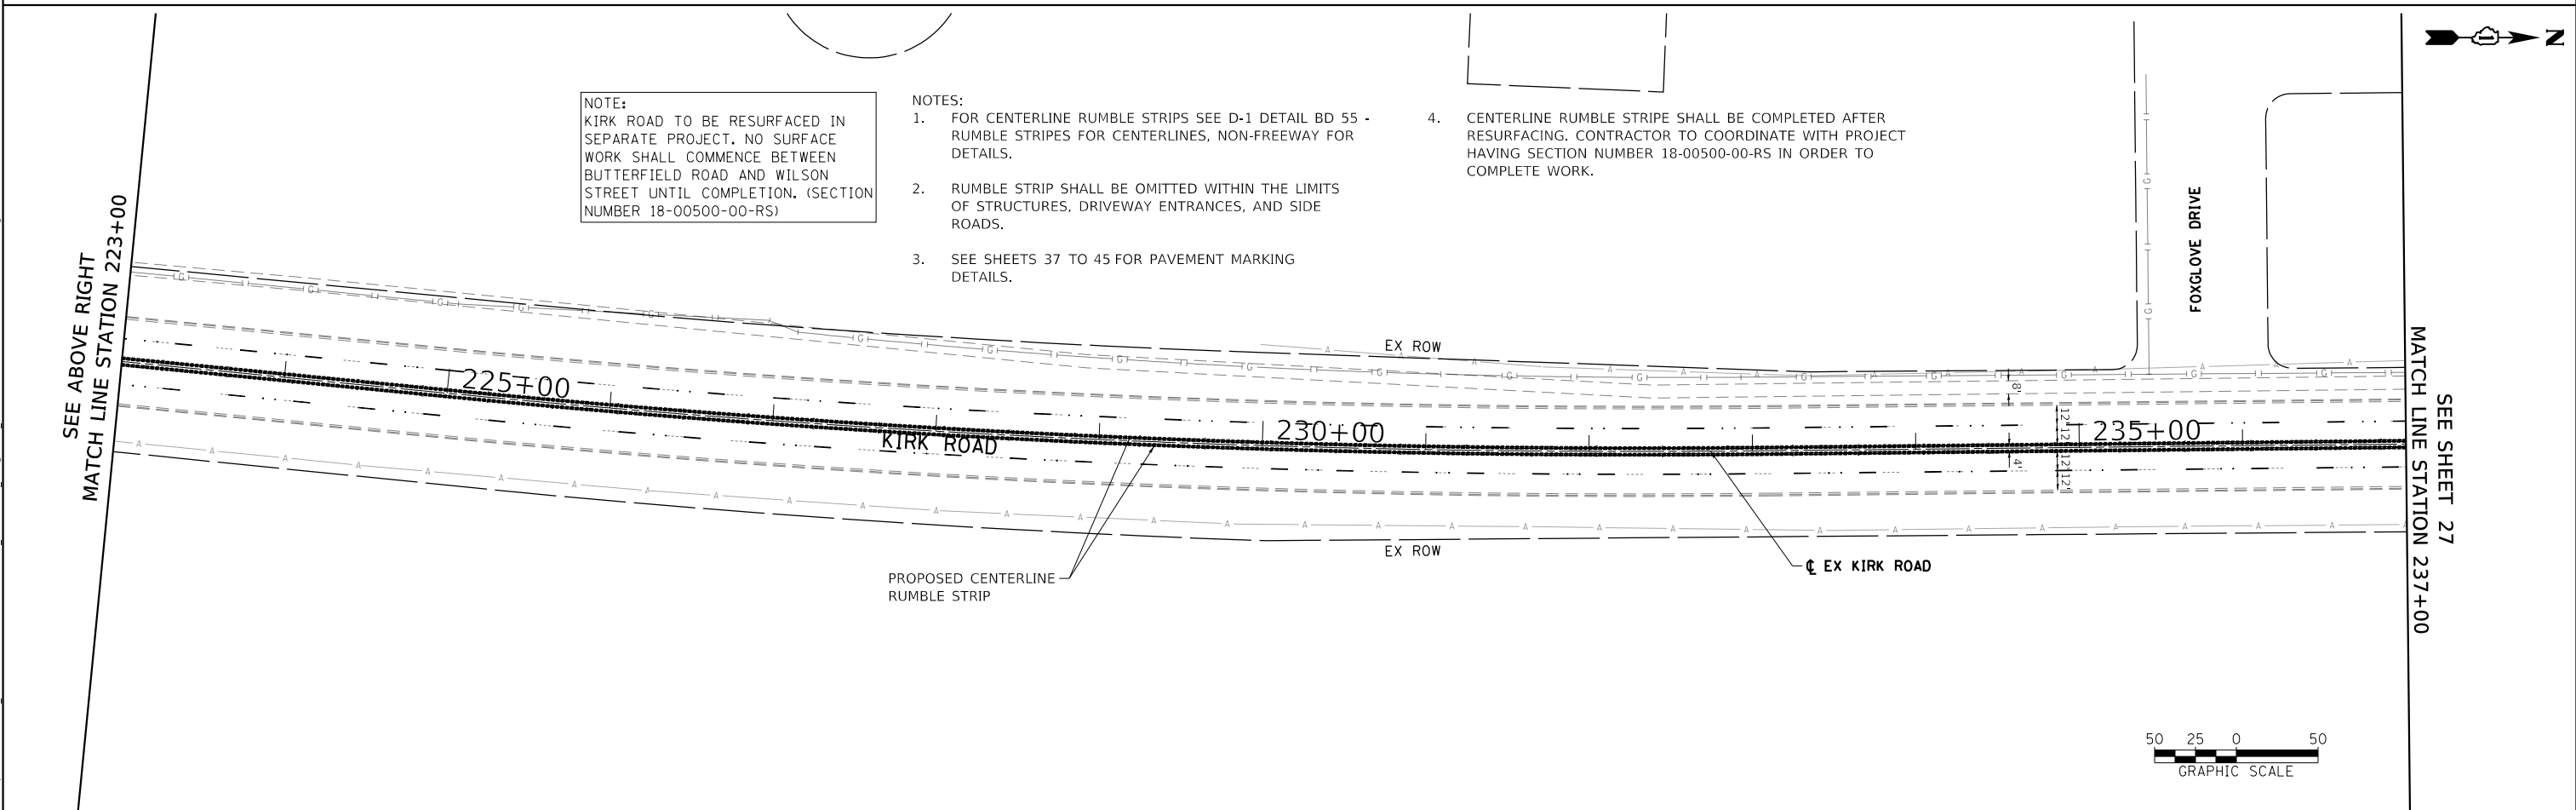 N
NOTE:
KIRK ROAD TO BE RESURFACED IN
SEPARATE PROJECT. NO SURFACE
WORK SHALL COMMENCE BETWEEN
BUTTERFIELD ROAD AND WILSON
STREET UNTIL COMPLETION. (SECTION
NUMBER 18-00500-00-RS)
NOTES:
1. FOR CENTERLINE RUMBLE STRIPS SEE D-1 DETAIL BD 55 -
RUMBLE STRIPES FOR CENTERLINES, NON-FREEWAY FOR
DETAILS.
2. RUMBLE STRIP SHALL BE OMITTED WITHIN THE LIMITS
OF STRUCTURES, DRIVEWAY ENTRANCES, AND SIDE
ROADS.
3. SEE SHEETS 37 TO 45 FOR PAVEMENT MARKING
DETAILS.
4. CENTERLINE RUMBLE STRIPE SHALL BE COMPLETED AFTER
RESURFACING. CONTRACTOR TO COORDINATE WITH PROJECT
HAVING SECTION NUMBER 18-00500-00-RS IN ORDER TO
COMPLETE WORK.
SEE ABOVE RIGHT
MATCH LINE STATION 223+00
FOXGLOVE DRIVE
EX ROW
225+00
KIRK ROAD
230+00
235+00
8'
12'
12'
4'
12'
12'
EX ROW
PROPOSED CENTERLINE
RUMBLE STRIP
℄ EX KIRK ROAD
MATCH LINE STATION 237+00
SEE SHEET 27
50 25 0 50
GRAPHIC SCALE